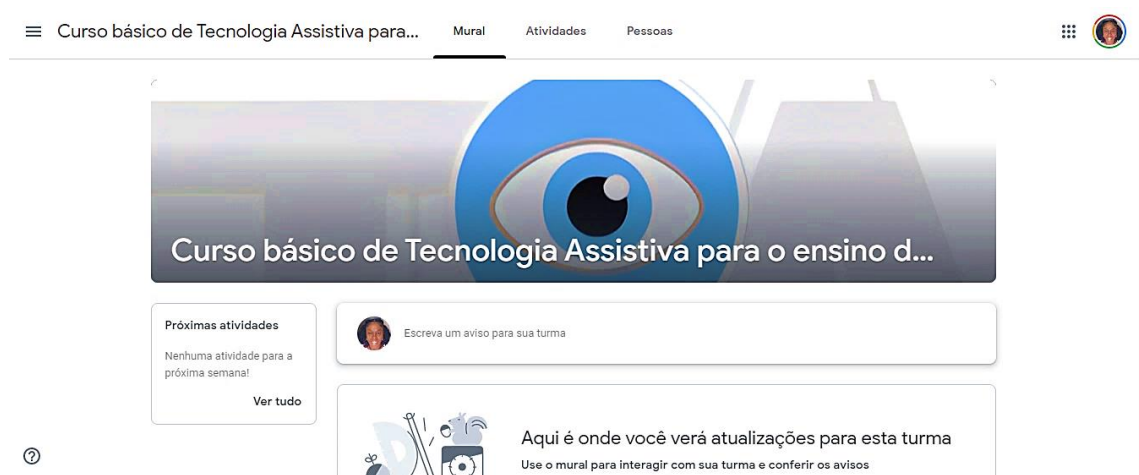 Curso básico de Tecnologia Assistiva para...
Mural
Atividades
Pessoas
Curso básico de Tecnologia Assistiva para o ensino d...
Próximas atividades
Nenhuma atividade para a
próxima semana!
Ver tudo
Escreva um aviso para sua turma
Aqui é onde você verá atualizações para esta turma
Use o mural para interagir com sua turma e conferir os avisos